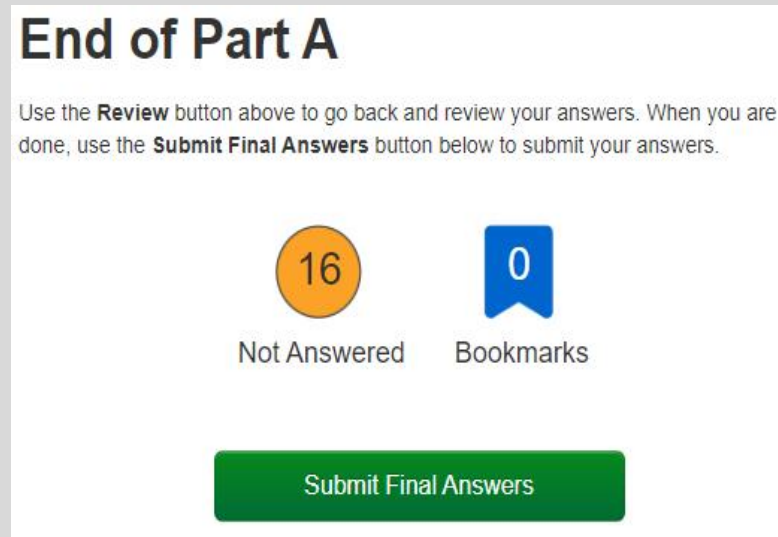 End of Part A
Use the Review button above to go back and review your answers. When you are
done, use the Submit Final Answers button below to submit your answers.
16
0
Not Answered
Bookmarks
Submit Final Answers